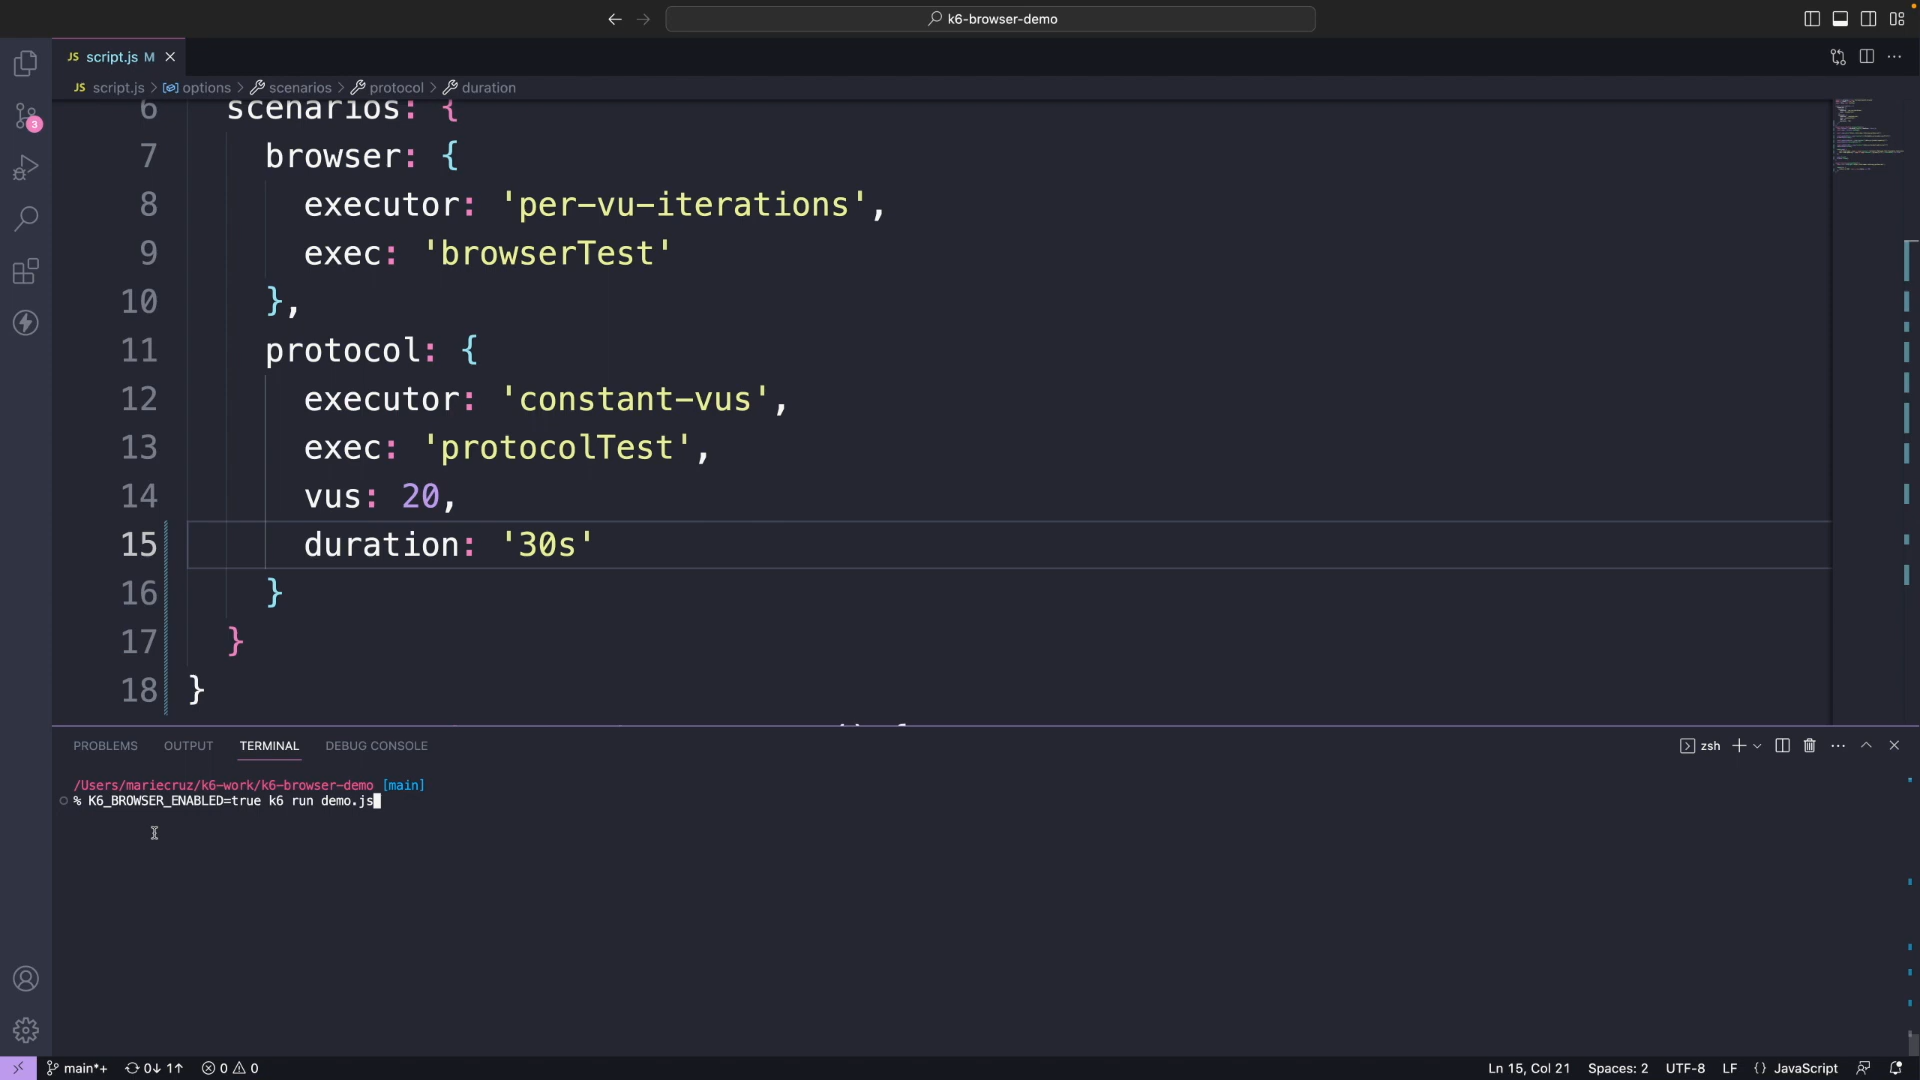 k6-browser-demo
JS script.js M
JS script.js > options > scenarios > protocol > duration
3
6 scenarios: {
7 browser: {
8 executor: 'per-vu-iterations',
9 exec: 'browserTest'
10 },
11 protocol: {
12 executor: 'constant-vus',
13 exec: 'protocolTest',
14 vus: 20,
15 duration: '30s'
16 }
17 }
18 }
PROBLEMS OUTPUT TERMINAL DEBUG CONSOLE zsh
/Users/mariecruz/k6-work/k6-browser-demo [main]
% K6_BROWSER_ENABLED=true k6 run demo.js
main*+ 0↓ 1↑ 0 0 Ln 15, Col 21 Spaces: 2 UTF-8 LF {} JavaScript